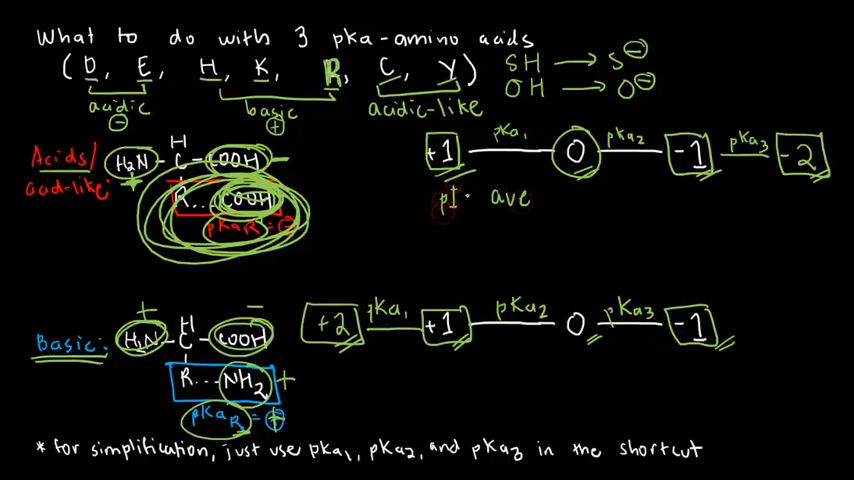 What to do with 3 pka-amino acids
(D, E, H, K, R, C, Y) SH → S⊖
OH → O⊖
acidic ⊖ basic ⊕ acidic-like
Acids/ acid-like:
H
H2N - C - COOH -
+
R... COOH
pKaR = ⊖
+1 pKa1 0 pKa2 -1 pKa3 -2
pI ave
Basic:
+ H -
H2N - C - COOH
R... NH2 +
pKaR = ⊕
+2 pKa1 +1 pKa2 0 pKa3 -1
* For simplification, just use pKa1, pKa2, and pKa3 in the shortcut